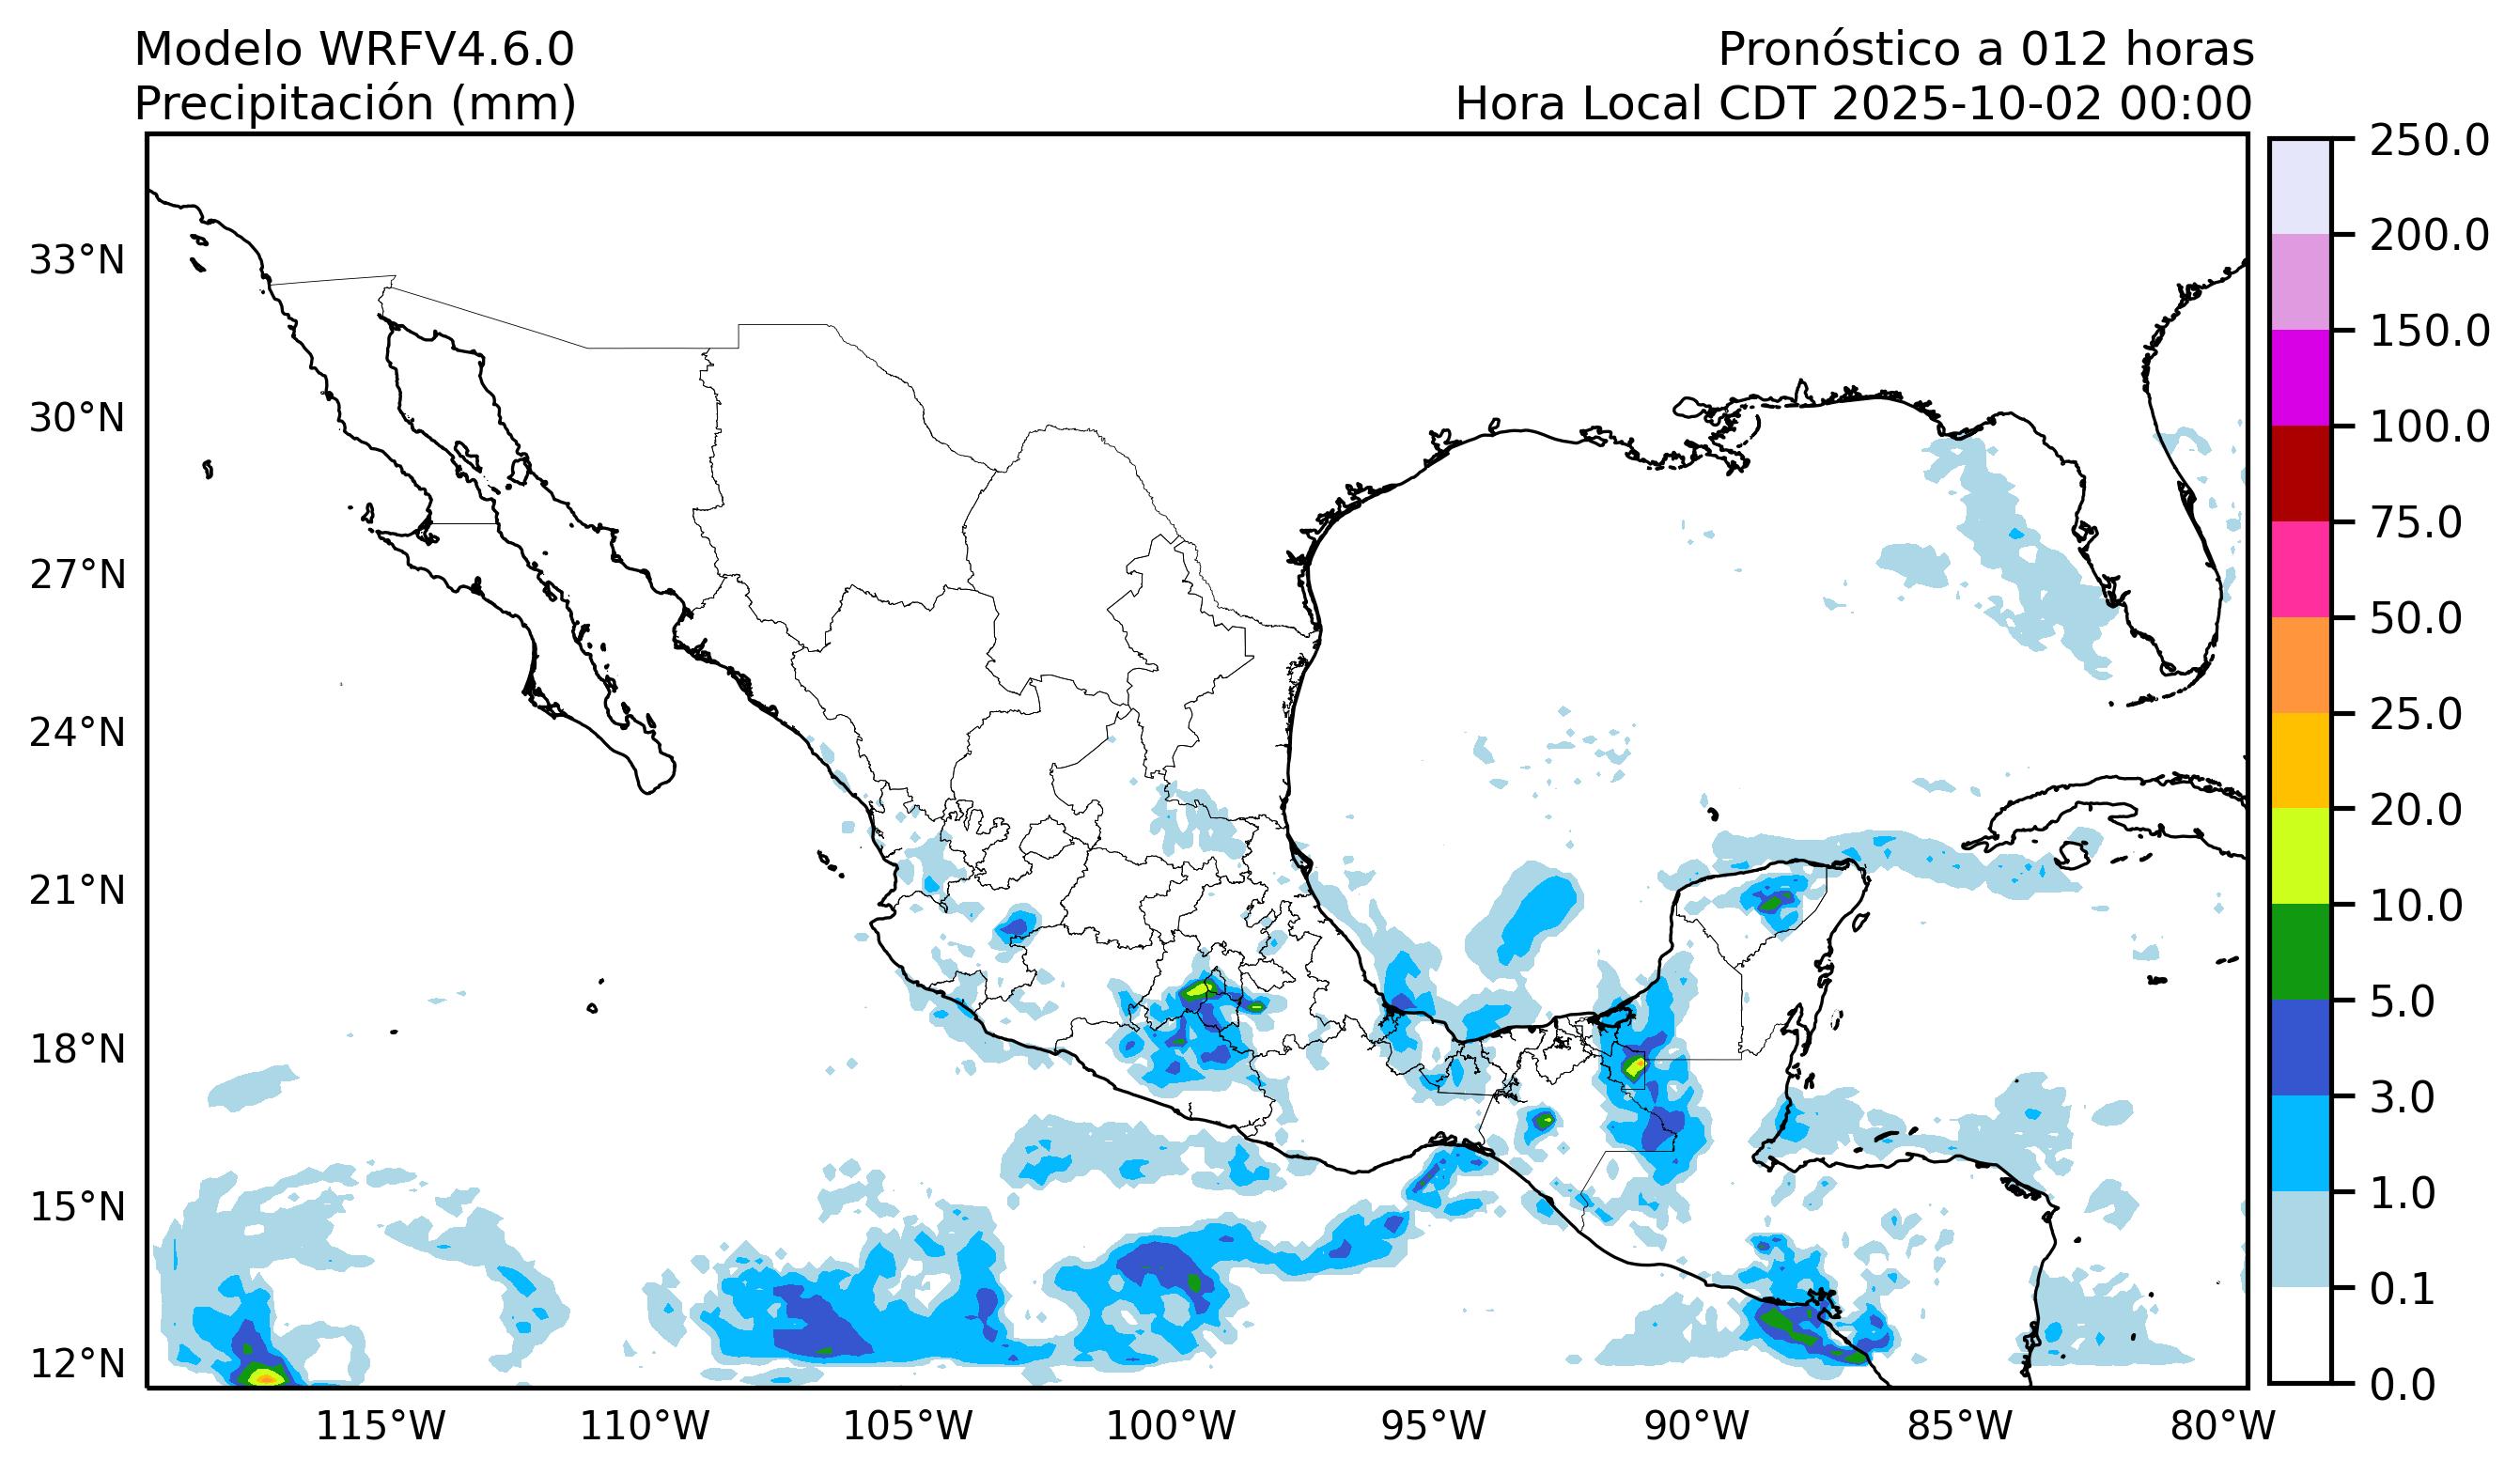 Modelo WRFV4.6.0
Precipitación (mm)
Pronóstico a 012 horas
Hora Local CDT 2025-10-02 00:00
33°N
30°N
27°N
24°N
21°N
18°N
15°N
12°N
115°W
110°W
105°W
100°W
95°W
90°W
85°W
80°W
250.0
200.0
150.0
100.0
75.0
50.0
25.0
20.0
10.0
5.0
3.0
1.0
0.1
0.0